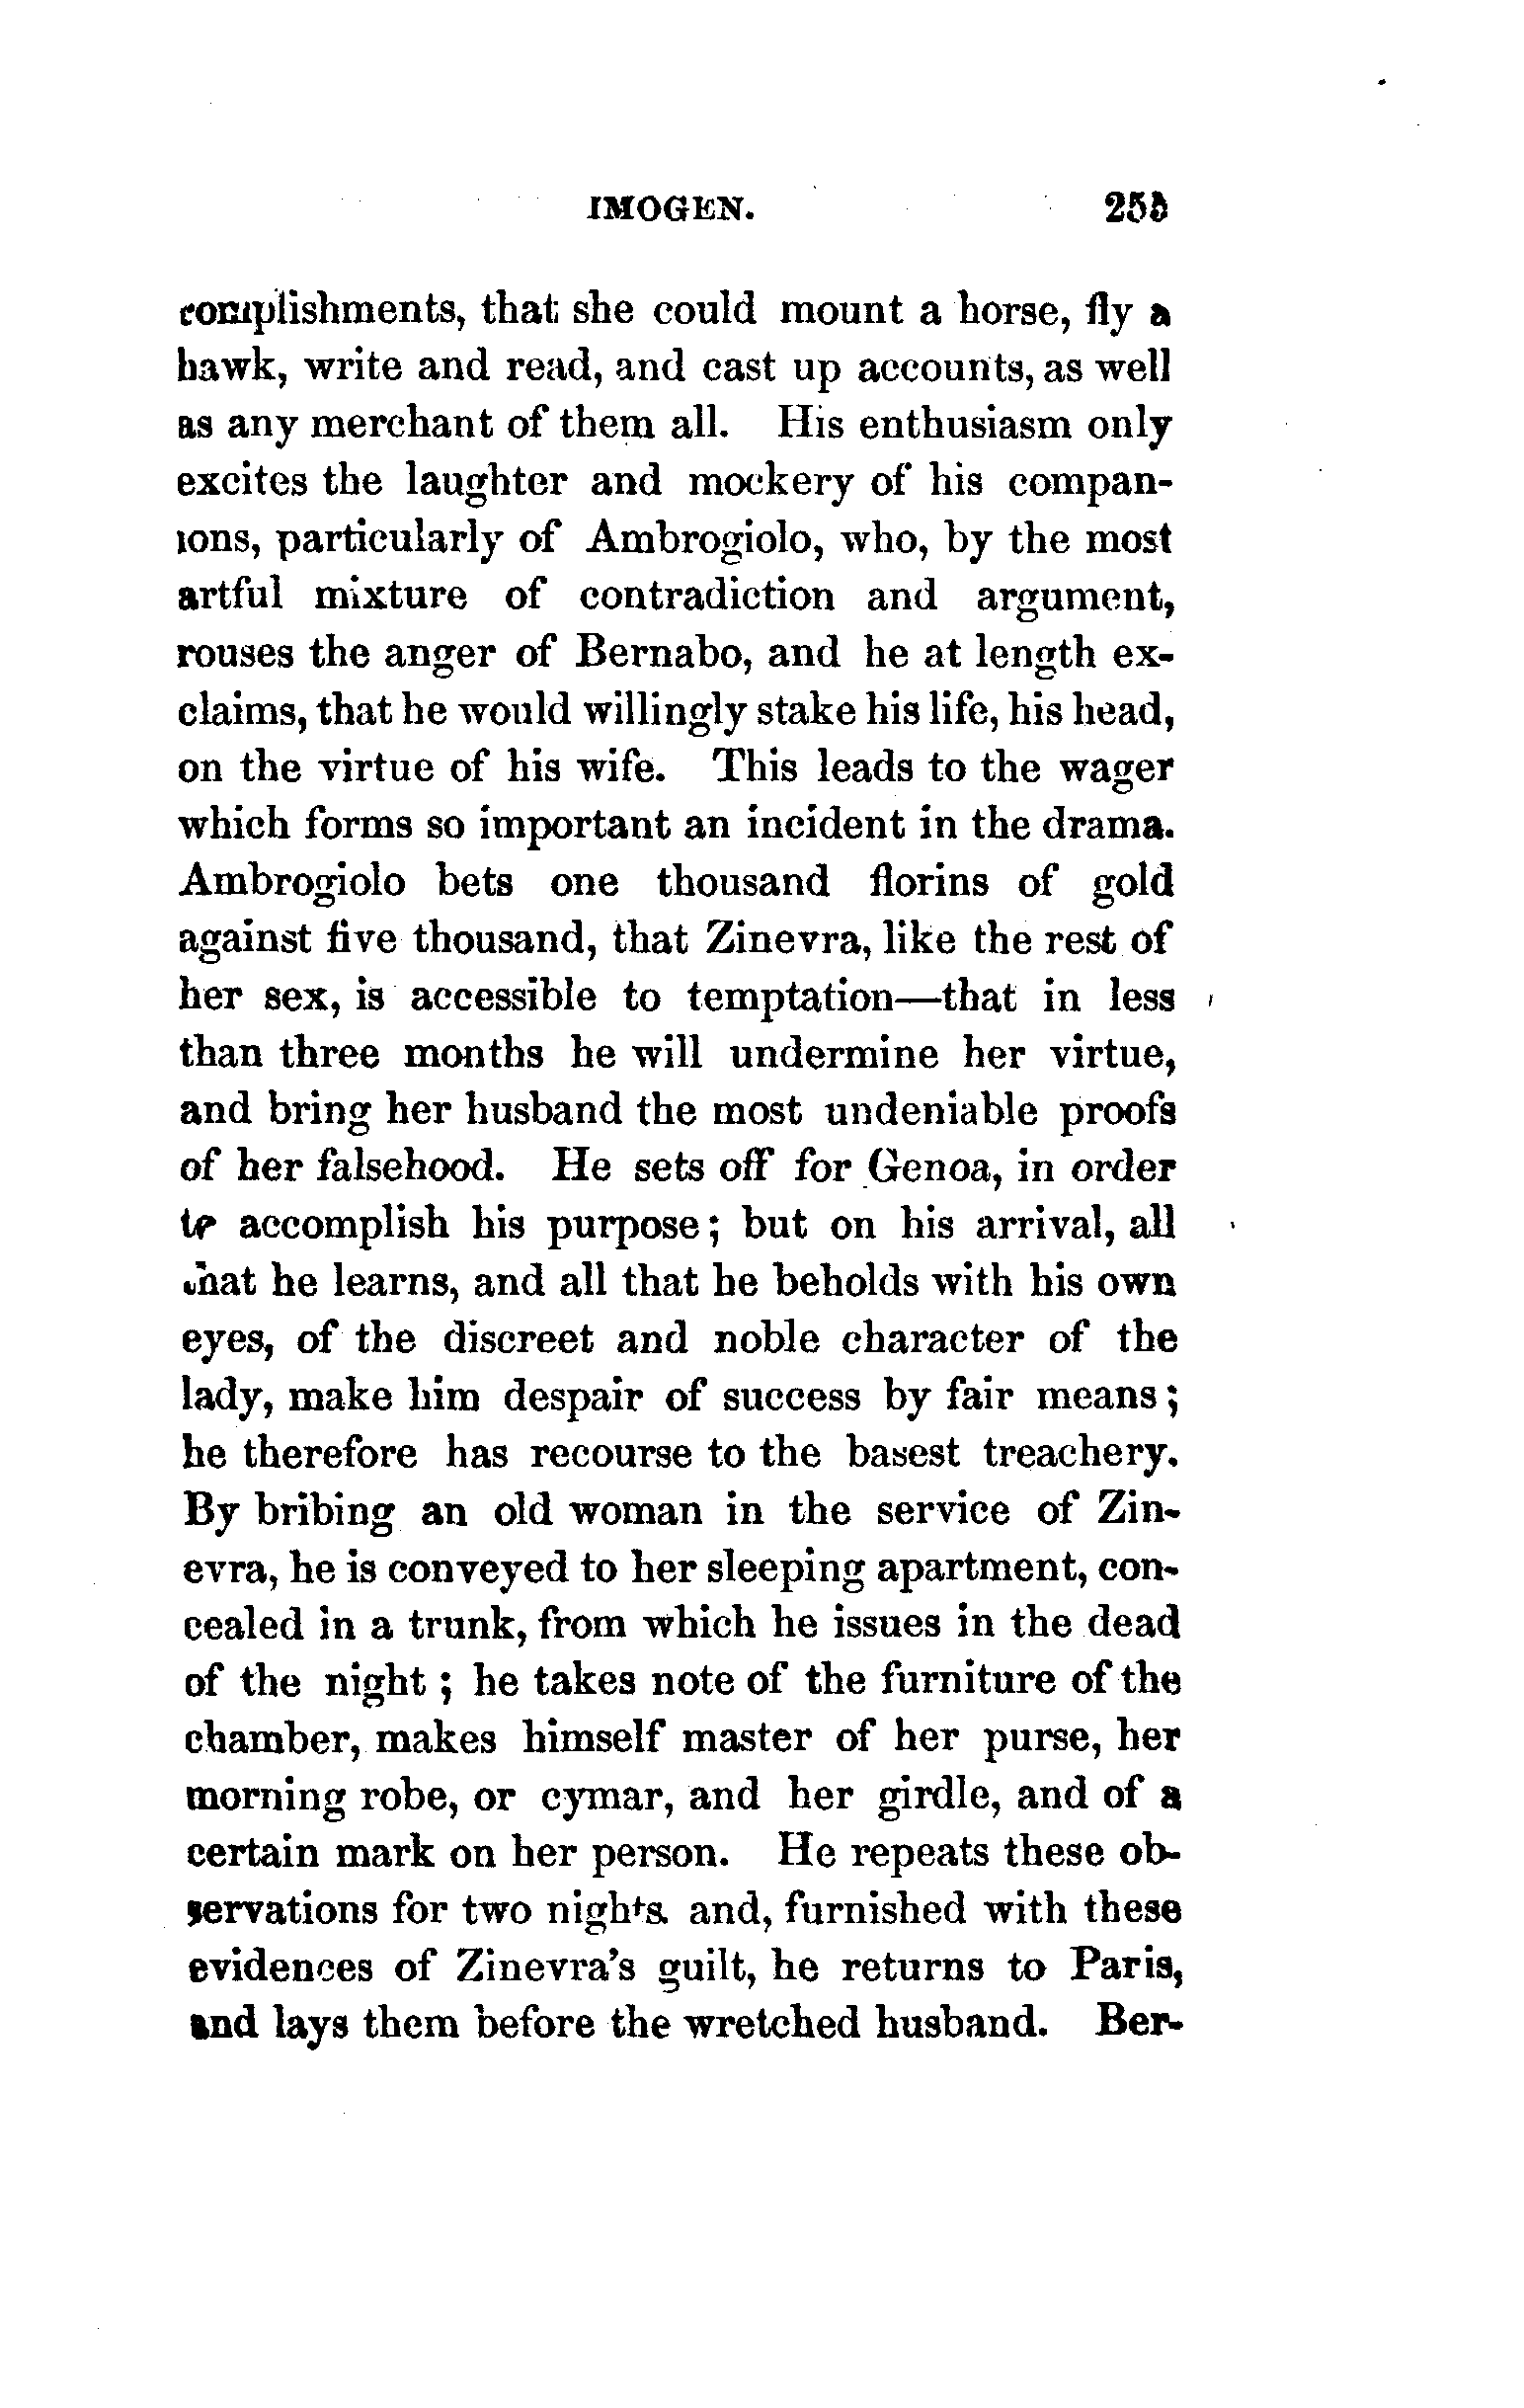 IMOGEN. 255
complishments, that she could mount a horse, fly a
hawk, write and read, and cast up accounts, as well
as any merchant of them all. His enthusiasm only
excites the laughter and mockery of his compan-
ions, particularly of Ambrogiolo, who, by the most
artful mixture of contradiction and argument,
rouses the anger of Bernabo, and he at length ex-
claims, that he would willingly stake his life, his head,
on the virtue of his wife. This leads to the wager
which forms so important an incident in the drama.
Ambrogiolo bets one thousand florins of gold
against five thousand, that Zinevra, like the rest of
her sex, is accessible to temptation—that in less
than three months he will undermine her virtue,
and bring her husband the most undeniable proofs
of her falsehood. He sets off for Genoa, in order
to accomplish his purpose; but on his arrival, all
that he learns, and all that he beholds with his own
eyes, of the discreet and noble character of the
lady, make him despair of success by fair means;
he therefore has recourse to the basest treachery.
By bribing an old woman in the service of Zin-
evra, he is conveyed to her sleeping apartment, con-
cealed in a trunk, from which he issues in the dead
of the night; he takes note of the furniture of the
chamber, makes himself master of her purse, her
morning robe, or cymar, and her girdle, and of a
certain mark on her person. He repeats these ob-
servations for two nights. and, furnished with these
evidences of Zinevra's guilt, he returns to Paris,
and lays them before the wretched husband. Ber-